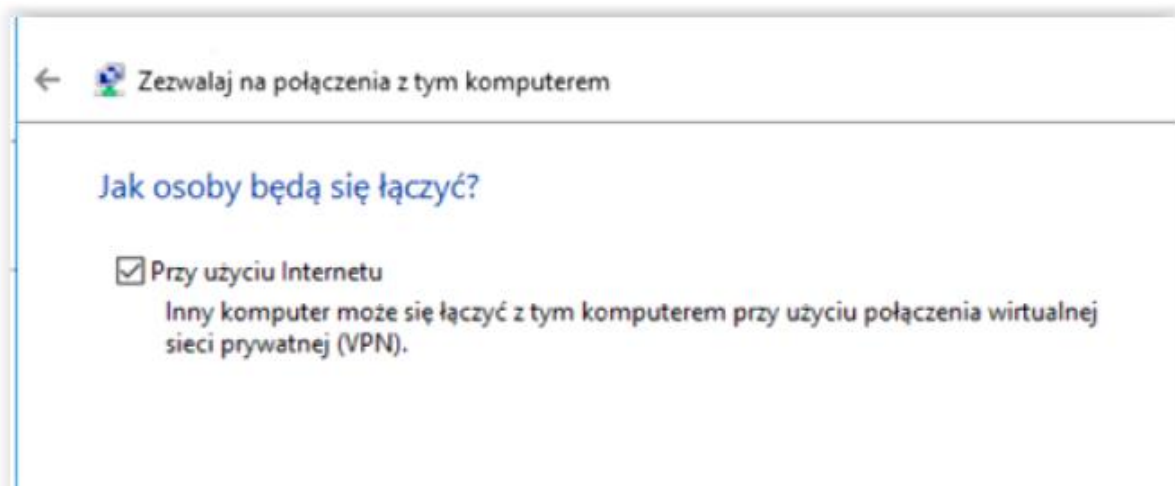 Zezwalaj na połączenia z tym komputerem
Jak osoby będą się łączyć?
Przy użyciu Internetu
Inny komputer może się łączyć z tym komputerem przy użyciu połączenia wirtualnej
sieci prywatnej (VPN).